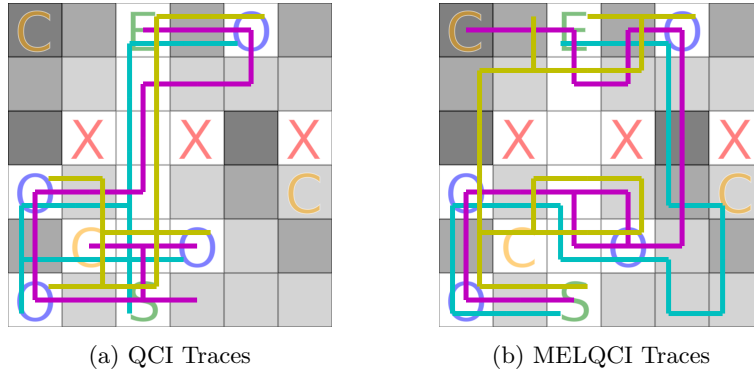 C E O
X X X
O C
C O
O S
(a) QCI Traces
C E O
X X X
O C
C O
O S
(b) MELQCI Traces